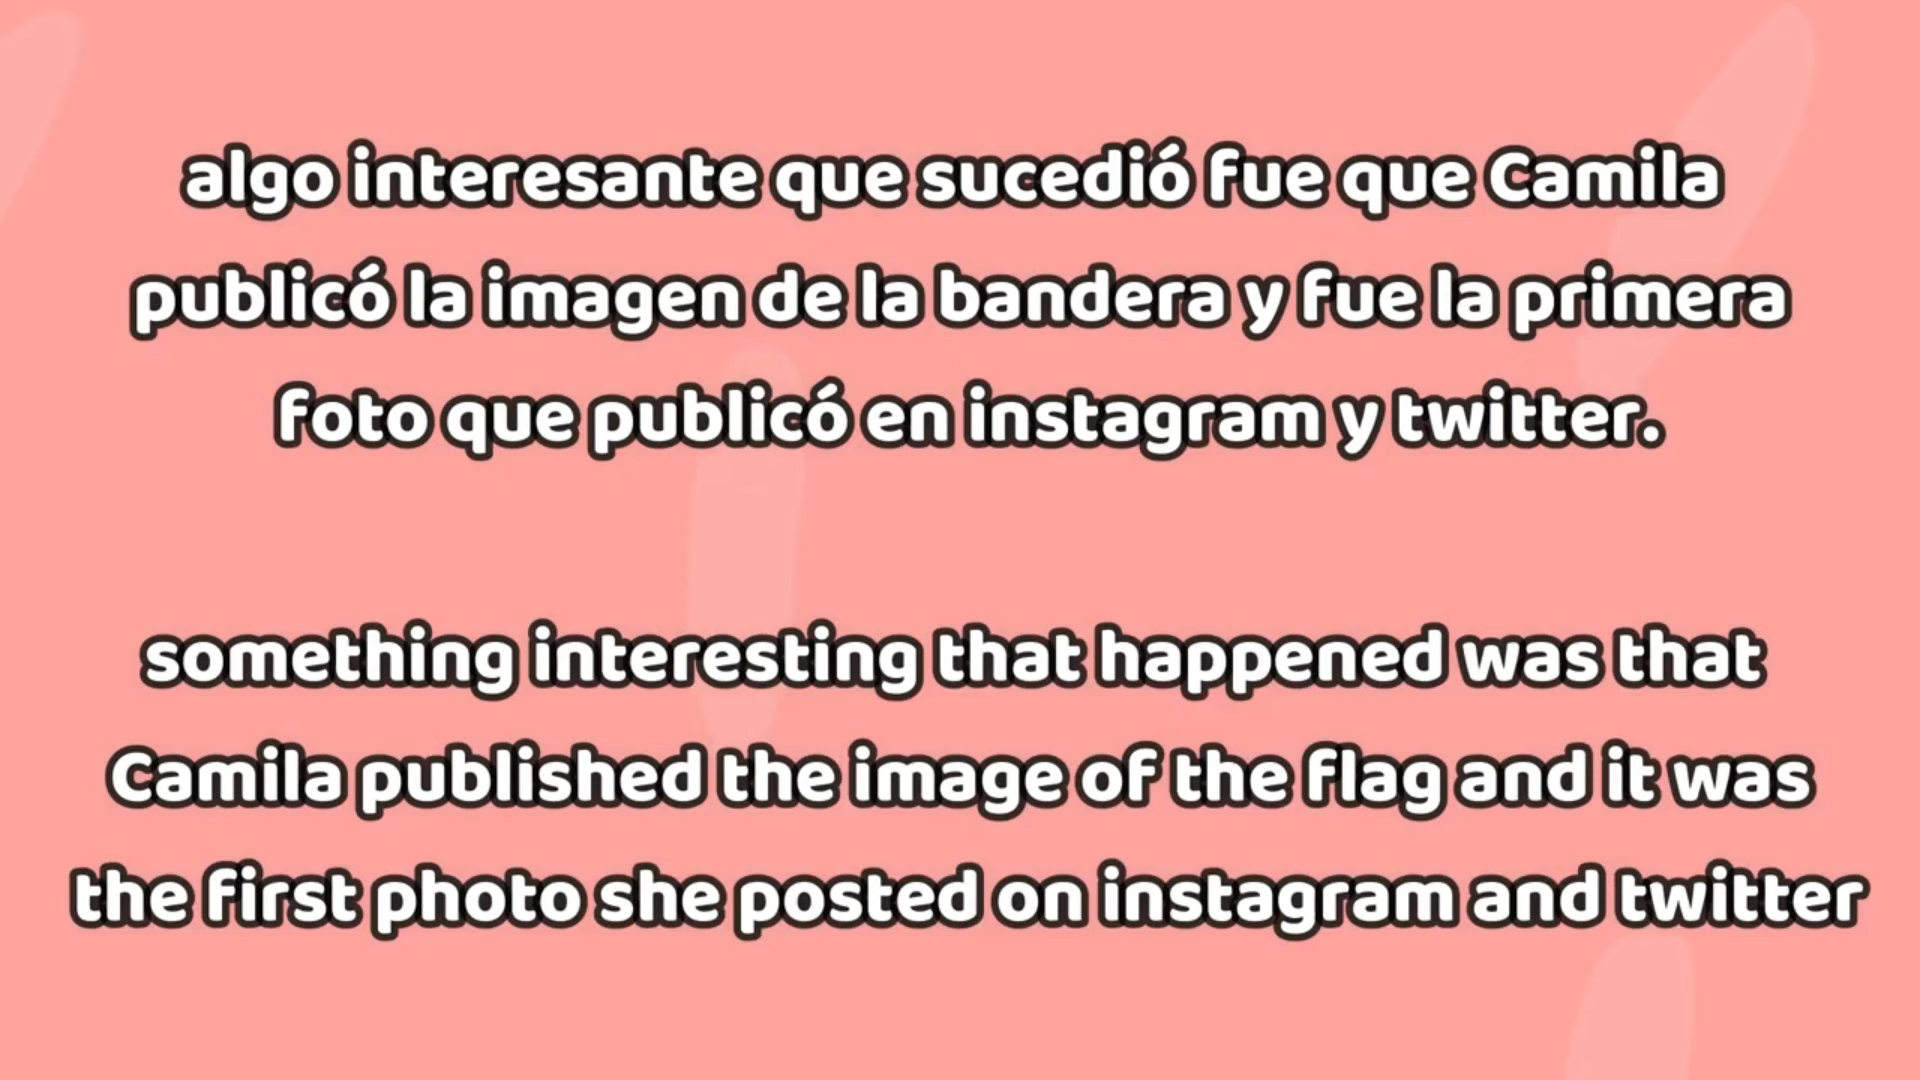 algo interesante que sucedió fue que Camila
publicó la imagen de la bandera y fue la primera
foto que publicó en instagram y twitter.
something interesting that happened was that
Camila published the image of the flag and it was
the first photo she posted on instagram and twitter